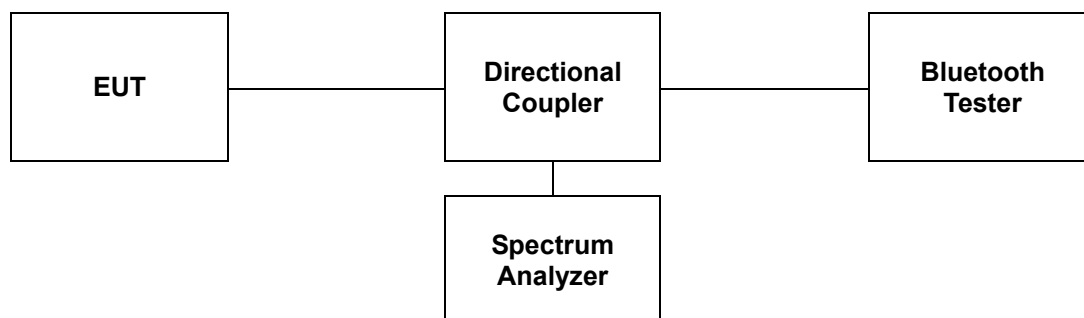 EUT
Directional
Coupler
Bluetooth
Tester
Spectrum
Analyzer